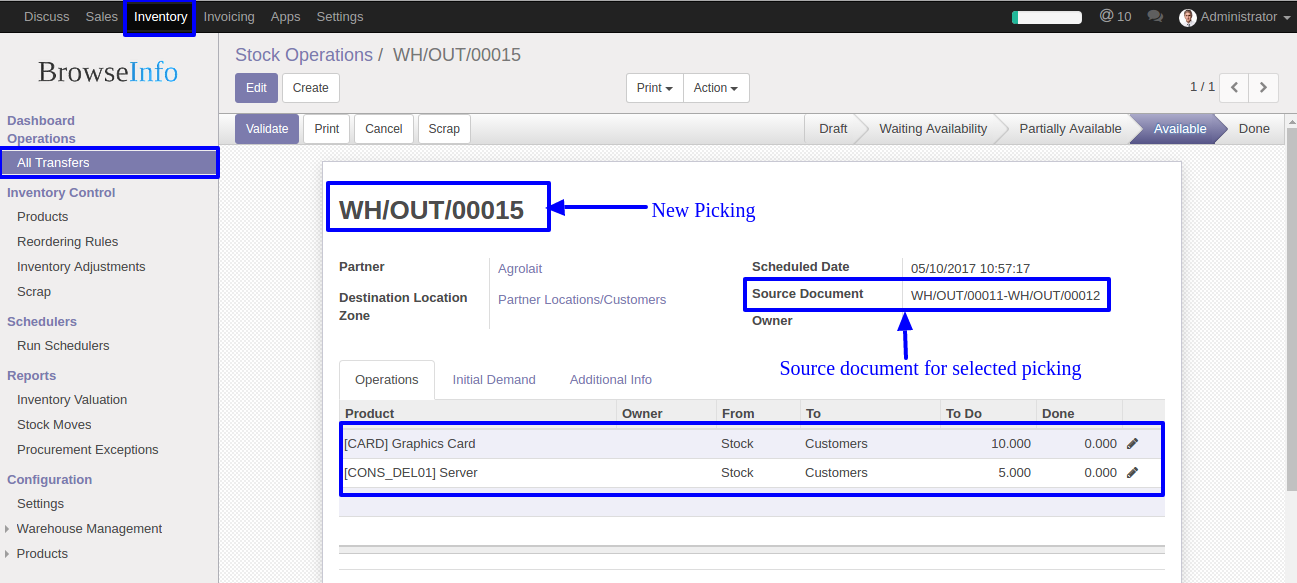 Discuss Sales Inventory Invoicing Apps Settings @ 10 Administrator
BrowseInfo
Dashboard
Operations
All Transfers
Inventory Control
Products
Reordering Rules
Inventory Adjustments
Scrap
Schedulers
Run Schedulers
Reports
Inventory Valuation
Stock Moves
Procurement Exceptions
Configuration
Settings
Warehouse Management
Products
Stock Operations / WH/OUT/00015
Edit Create Print Action 1 / 1
Validate Print Cancel Scrap Draft Waiting Availability Partially Available Available Done
WH/OUT/00015 New Picking
Partner Agrolait
Destination Location Zone Partner Locations/Customers
Scheduled Date 05/10/2017 10:57:17
Source Document WH/OUT/00011-WH/OUT/00012
Owner
Source document for selected picking
Operations Initial Demand Additional Info
Product Owner From To To Do Done
[CARD] Graphics Card Stock Customers 10.000 0.000
[CONS_DEL01] Server Stock Customers 5.000 0.000